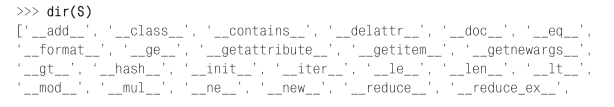 >>> dir(S)
['__add__', '__class__', '__contains__', '__delattr__', '__doc__', '__eq__',
'__format__', '__ge__', '__getattribute__', '__getitem__', '__getnewargs__',
'__gt__', '__hash__', '__init__', '__iter__', '__le__', '__len__', '__lt__',
'__mod__', '__mul__', '__ne__', '__new__', '__reduce__', '__reduce_ex__',